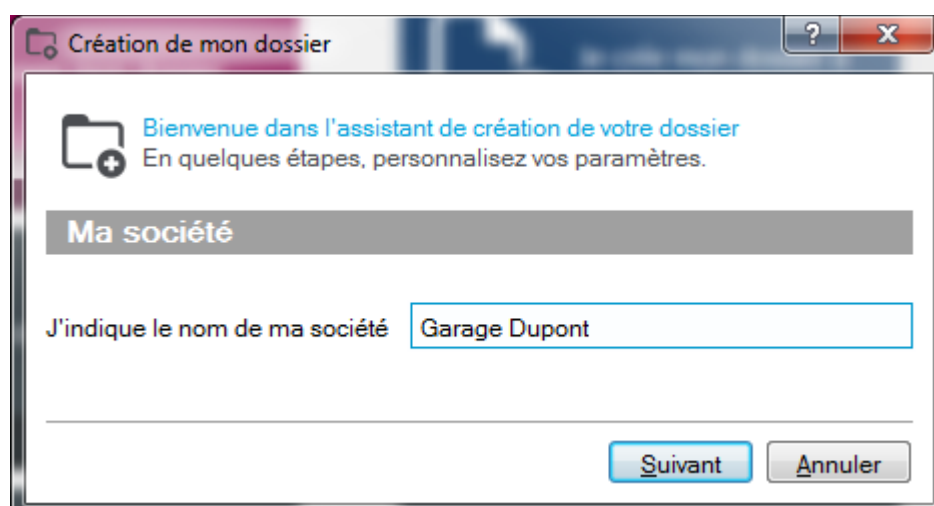 Création de mon dossier
Bienvenue dans l'assistant de création de votre dossier
En quelques étapes, personnalisez vos paramètres.
Ma société
J'indique le nom de ma société Garage Dupont
Suivant Annuler